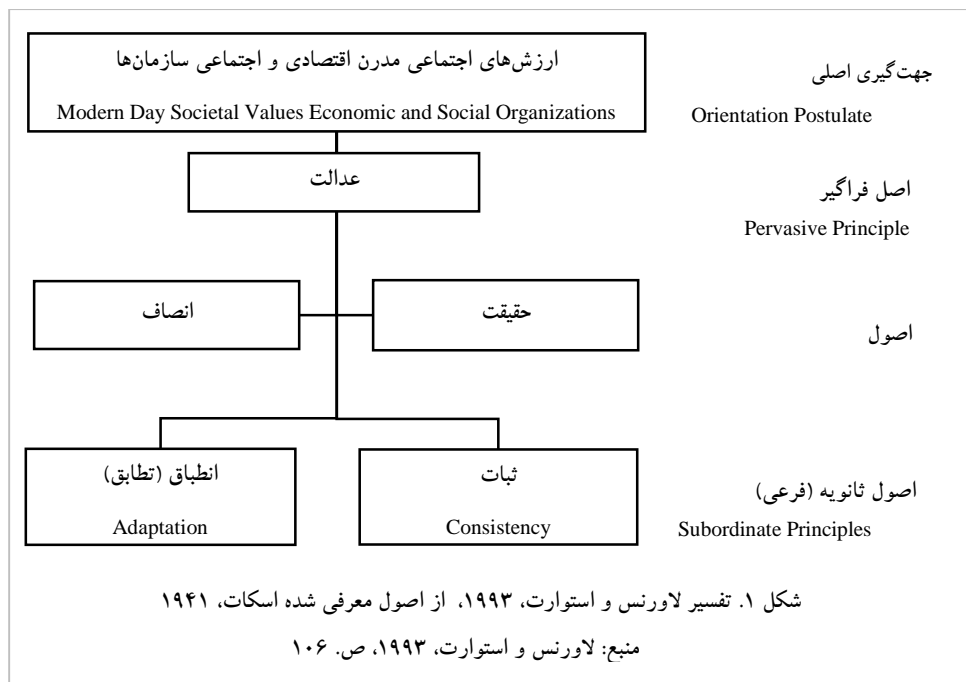 ارزش‌های اجتماعی مدرن اقتصادی و اجتماعی سازمان‌ها
Modern Day Societal Values Economic and Social Organizations
جهت‌گیری اصلی
Orientation Postulate
عدالت
اصل فراگیر
Pervasive Principle
حقیقت
انصاف
اصول
ثبات
Consistency
انطباق (تطابق)
Adaptation
اصول ثانویه (فرعی)
Subordinate Principles
شکل ۱. تفسیر لاورنس و استوارت، ۱۹۹۳، از اصول معرفی شده اسکات، ۱۹۴۱
منبع: لاورنس و استوارت، ۱۹۹۳، ص. ۱۰۶